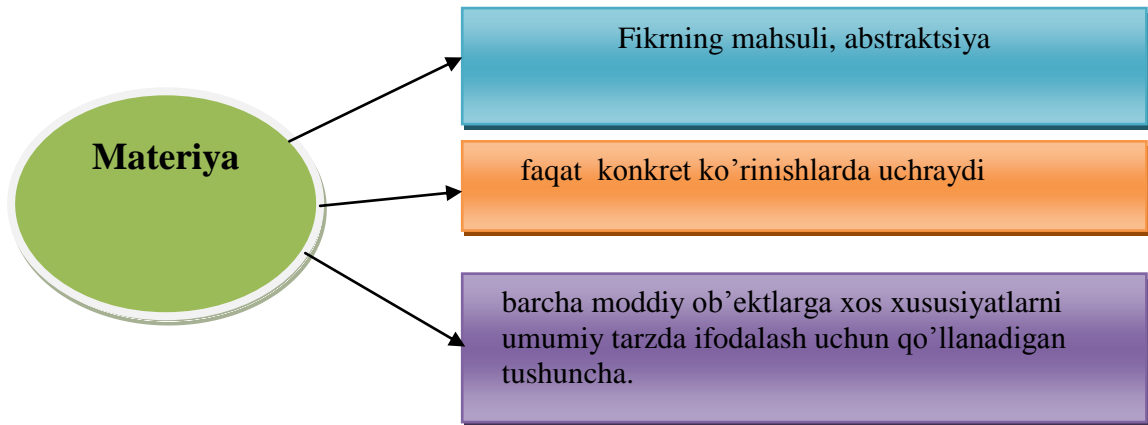 Fikrning mahsuli, abstraktsiya
Materiya
faqat konkret ko’rinishlarda uchraydi
barcha moddiy ob’ektlarga xos xususiyatlarni
umumiy tarzda ifodalash uchun qo’llanadigan
tushuncha.